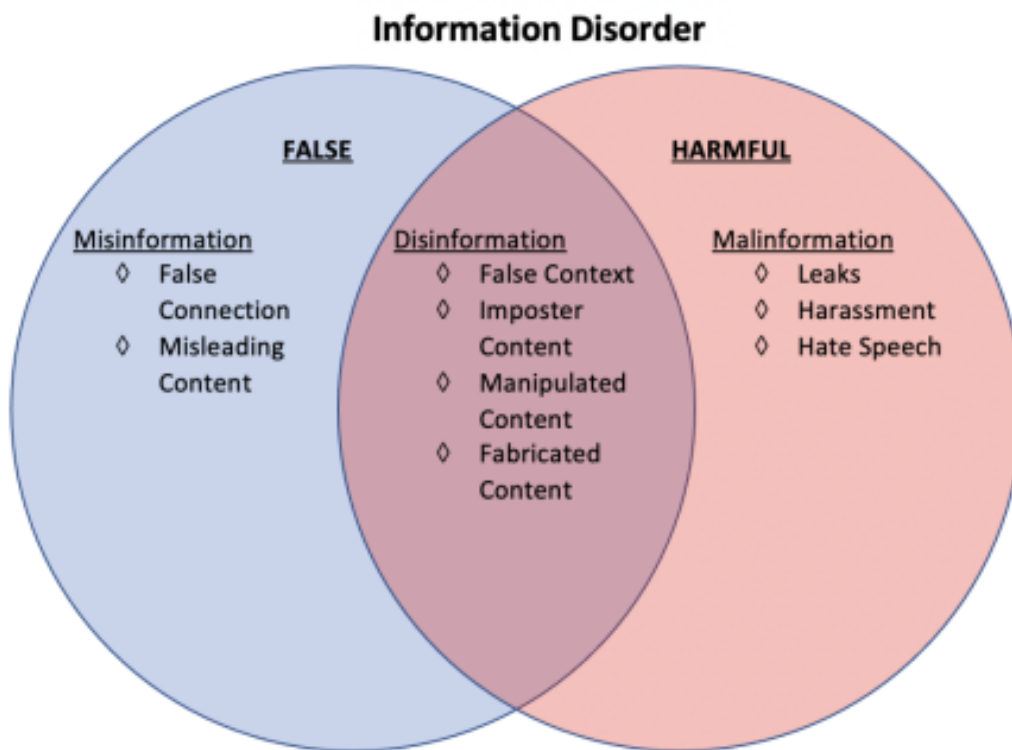 Information Disorder
FALSE
HARMFUL
Misinformation
◊ False
Connection
◊ Misleading
Content
Disinformation
◊ False Context
◊ Imposter
Content
◊ Manipulated
Content
◊ Fabricated
Content
Malinformation
◊ Leaks
◊ Harassment
◊ Hate Speech